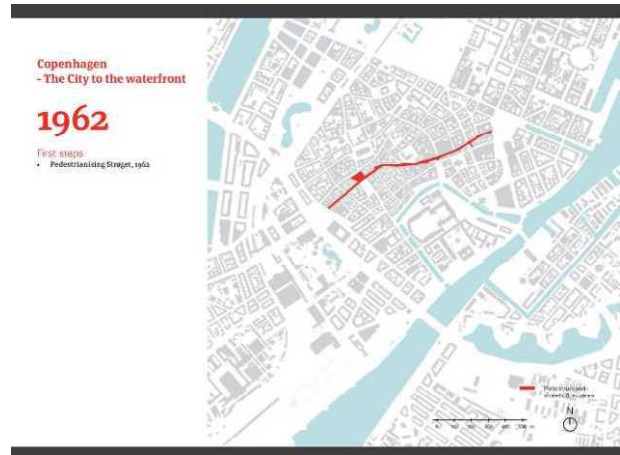 Copenhagen
- The City to the waterfront
1962
First steps
• Pedestrianising Strøget, 1962
N